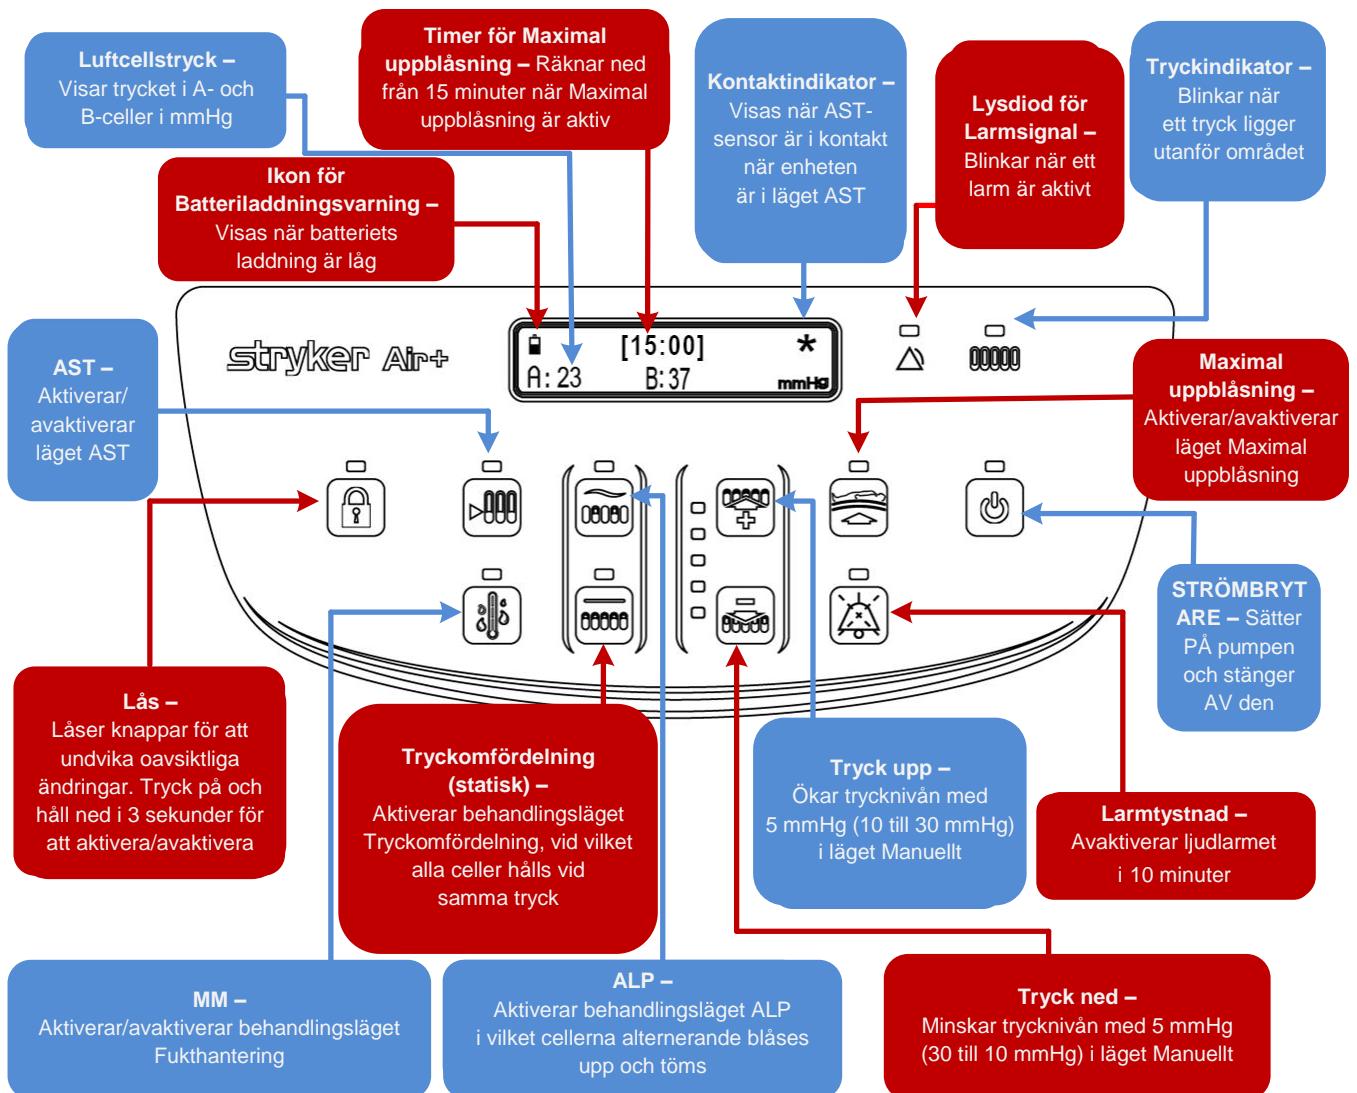 Luftcellstryck –
Visar trycket i A- och
B-celler i mmHg
Timer för Maximal
uppblåsning – Räknar ned
från 15 minuter när Maximal
uppblåsning är aktiv
Kontaktindikator –
Visas när AST-
sensor är i kontakt
när enheten
är i läget AST
Lysdiod för
Larmsignal –
Blinkar när ett
larm är aktivt
Tryckindikator –
Blinkar när
ett tryck ligger
utanför området
Ikon för
Batteriladdningsvarning –
Visas när batteriets
laddning är låg
stryker Air+
[15:00] *
A: 23 B: 37 mmHg
AST –
Aktiverar/
avaktiverar
läget AST
Maximal
uppblåsning –
Aktiverar/avaktiverar
läget Maximal
uppblåsning
STRÖMBRYT
ARE – Sätter
PÅ pumpen
och stänger
AV den
Lås –
Låser knappar för att
undvika oavsiktliga
ändringar. Tryck på och
håll ned i 3 sekunder för
att aktivera/avaktivera
Tryckomfördelning
(statisk) –
Aktiverar behandlingsläget
Tryckomfördelning, vid vilket
alla celler hålls vid
samma tryck
Tryck upp –
Ökar trycknivån med
5 mmHg (10 till 30 mmHg)
i läget Manuellt
Larmtystnad –
Avaktiverar ljudlarmet
i 10 minuter
MM –
Aktiverar/avaktiverar behandlingsläget
Fukthantering
ALP –
Aktiverar behandlingsläget ALP
i vilket cellerna alternerande blåses
upp och töms
Tryck ned –
Minskar trycknivån med 5 mmHg
(30 till 10 mmHg) i läget Manuellt